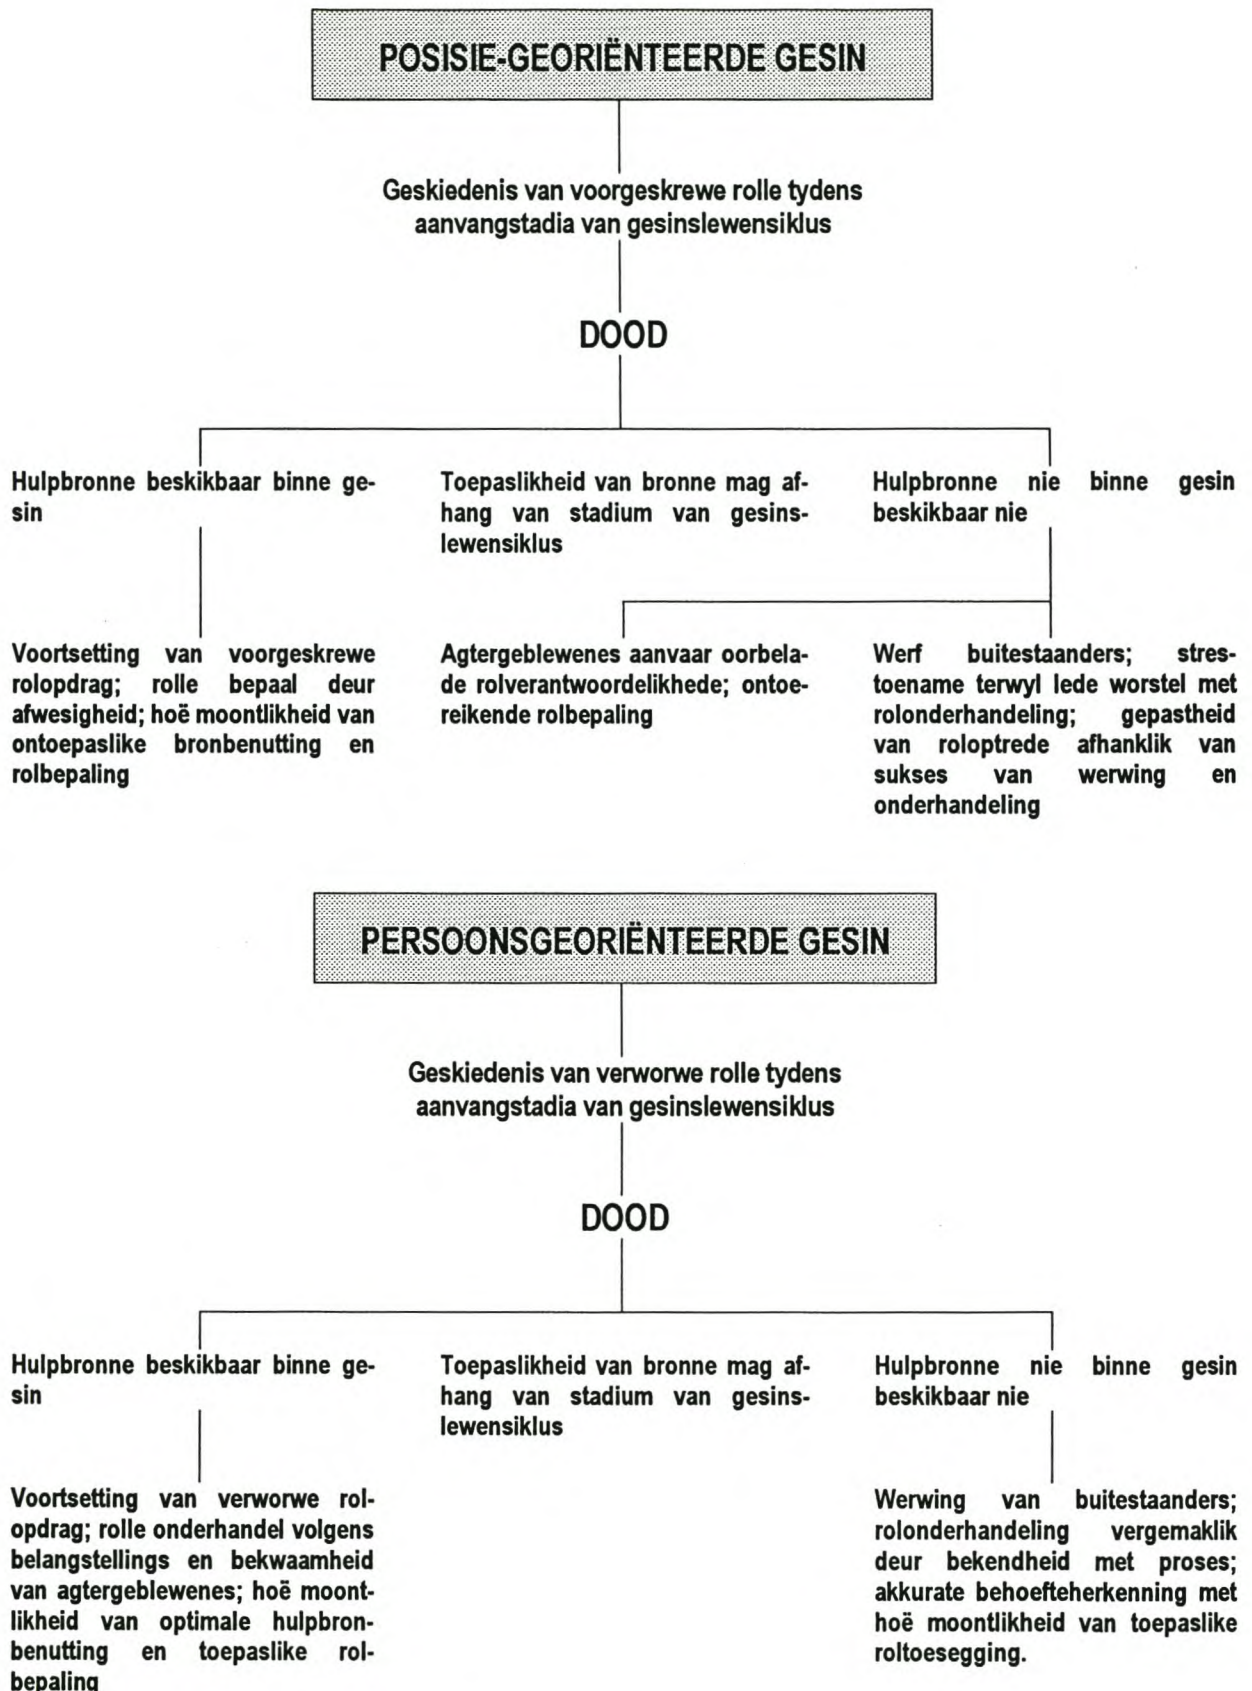 POSISIE-GEORIËNTEERDE GESIN
Geskiedenis van voorgeskrewe rolle tydens
aanvangstadia van gesinslewensiklus
DOOD
Hulpbronne beskikbaar binne ge-
sin
Toepaslikheid van bronne mag af-
hang van stadium van gesins-
lewensiklus
Hulpbronne nie binne gesin
beskikbaar nie
Voortsetting van voorgeskrewe
rolopdrag; rolle bepaal deur
afwesigheid; hoë moontlikheid van
ontoepaslike bronbenutting en
rolbepaling
Agtergeblewenes aanvaar oorbela-
de rolverantwoordelikhede; ontoe-
reikende rolbepaling
Werf buitestaanders; stres-
toename terwyl lede worstel met
rolonderhandeling; gepastheid
van roloptrede afhanklik van
sukses van werwing en
onderhandeling
PERSOONSGEORIËNTEERDE GESIN
Geskiedenis van verworwe rolle tydens
aanvangstadia van gesinslewensiklus
DOOD
Hulpbronne beskikbaar binne ge-
sin
Toepaslikheid van bronne mag af-
hang van stadium van gesins-
lewensiklus
Hulpbronne nie binne gesin
beskikbaar nie
Voortsetting van verworwe rol-
opdrag; rolle onderhandel volgens
belangstellings en bekwaamheid
van agtergeblewenes; hoë moont-
likheid van optimale hulpbron-
benutting en toepaslike rol-
bepaling
Werwing van buitestaanders;
rolonderhandeling vergemaklik
deur bekendheid met proses;
akkurate behoefteherkenning met
hoë moontlikheid van toepaslike
roltoesegging.